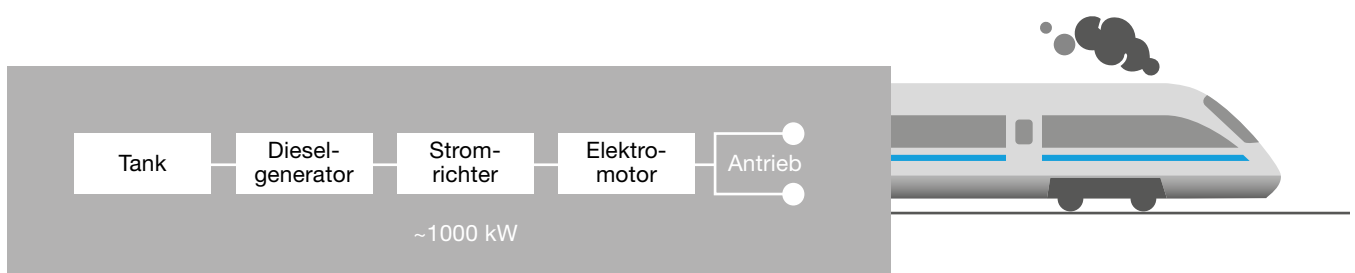 Tank
Diesel-
generator
Strom-
richter
Elektro-
motor
Antrieb
~1000 kW